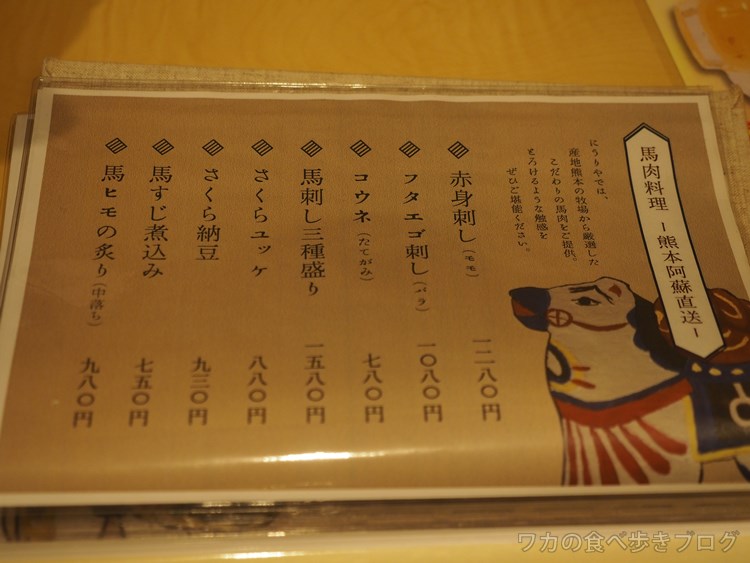 馬肉料理 ー熊本阿蘇直送ー
にうりやでは、
産地熊本の牧場から厳選した
こだわりの馬肉をご提供。
とろけるような触感を
ぜひご堪能ください。
赤身刺し（モモ） 一二八〇円
フタエゴ刺し（バラ） 一〇八〇円
コウネ（たてがみ） 七八〇円
馬刺し三種盛り 一五八〇円
さくらユッケ 八八〇円
さくら納豆 九三〇円
馬すじ煮込み 七五〇円
馬ヒモの炙り（中落ち） 九八〇円
ワカの食べ歩きブログ